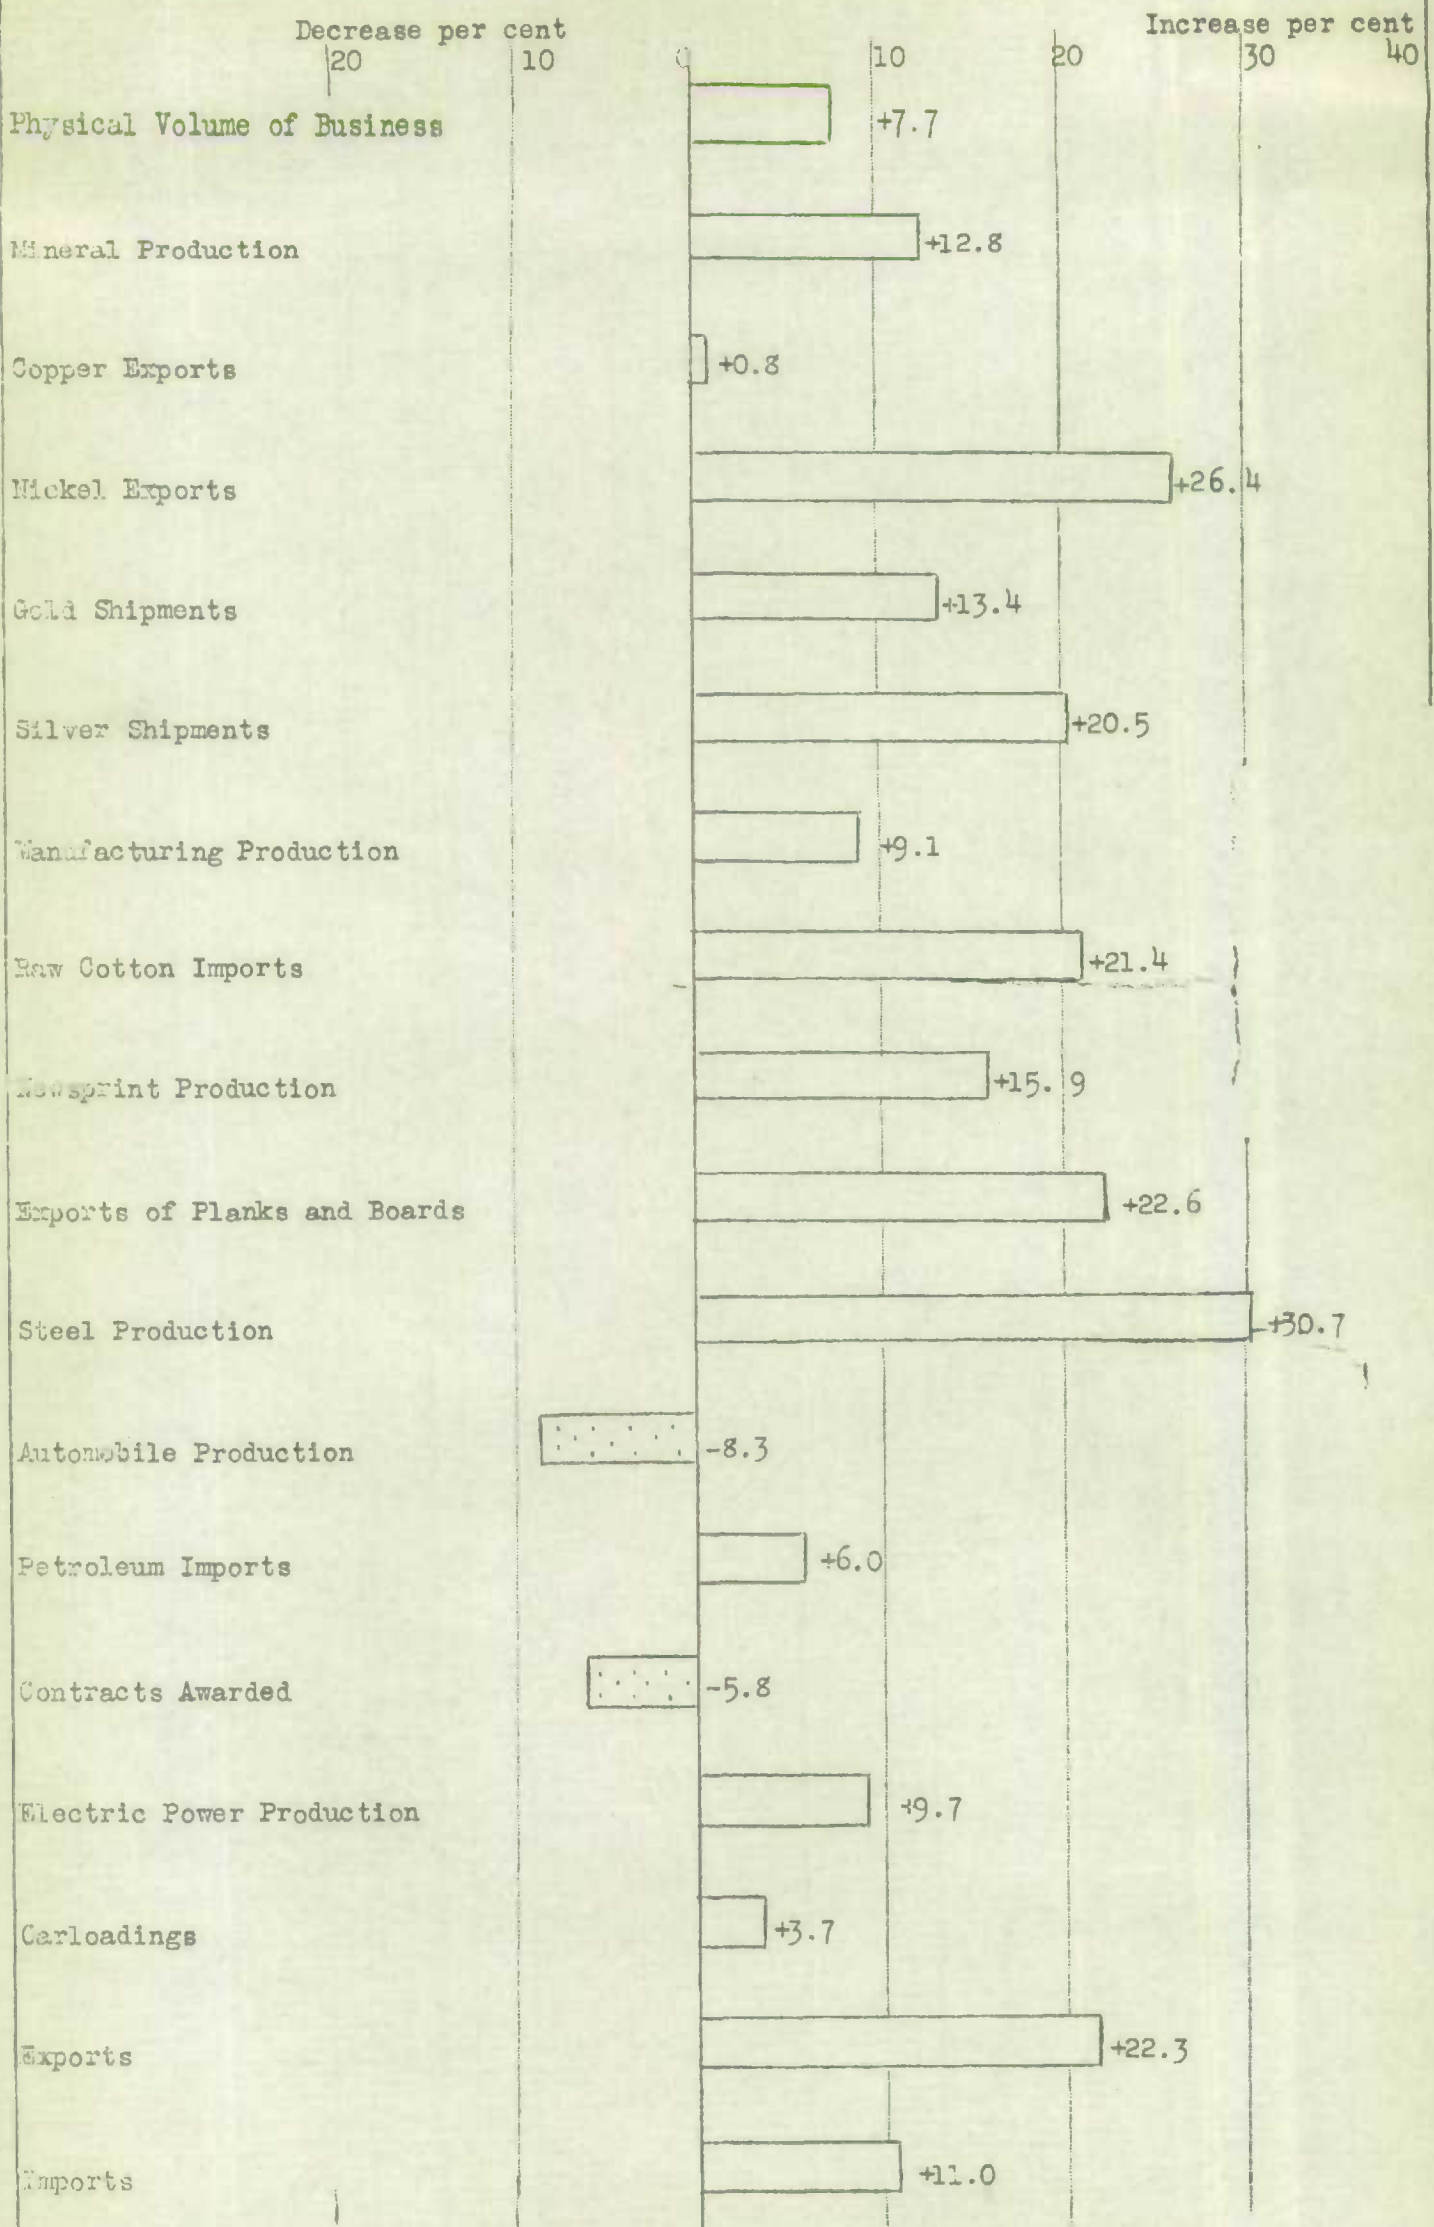 Decrease per cent Increase per cent
20 10 0 10 20 30 40
Physical Volume of Business +7.7
Mineral Production +12.8
Copper Exports +0.8
Nickel Exports +26.4
Gold Shipments +13.4
Silver Shipments +20.5
Manufacturing Production +9.1
Raw Cotton Imports +21.4
Newsprint Production +15.9
Exports of Planks and Boards +22.6
Steel Production +30.7
Automobile Production -8.3
Petroleum Imports +6.0
Contracts Awarded -5.8
Electric Power Production +9.7
Carloadings +3.7
Exports +22.3
Imports +11.0